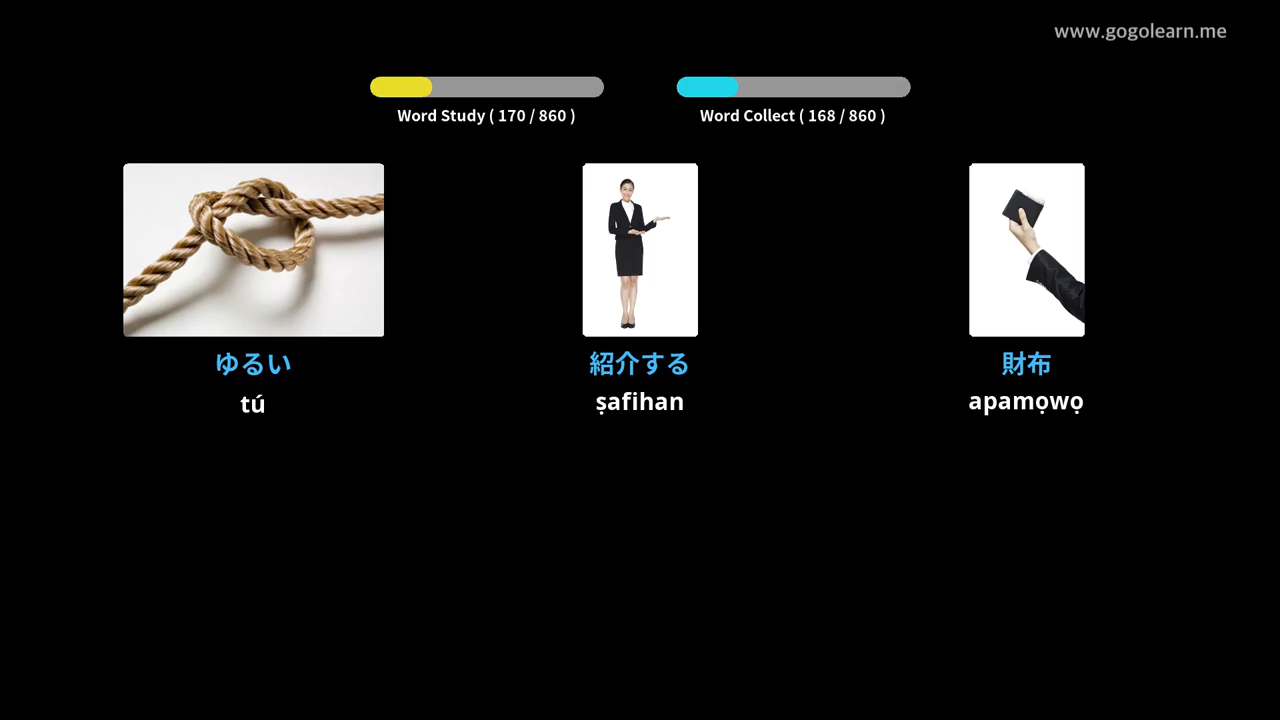 www.gogolearn.me
Word Study ( 170 / 860 )
Word Collect ( 168 / 860 )
ゆるい
紹介する
財布
tú
ṣafihan
apamọwọ